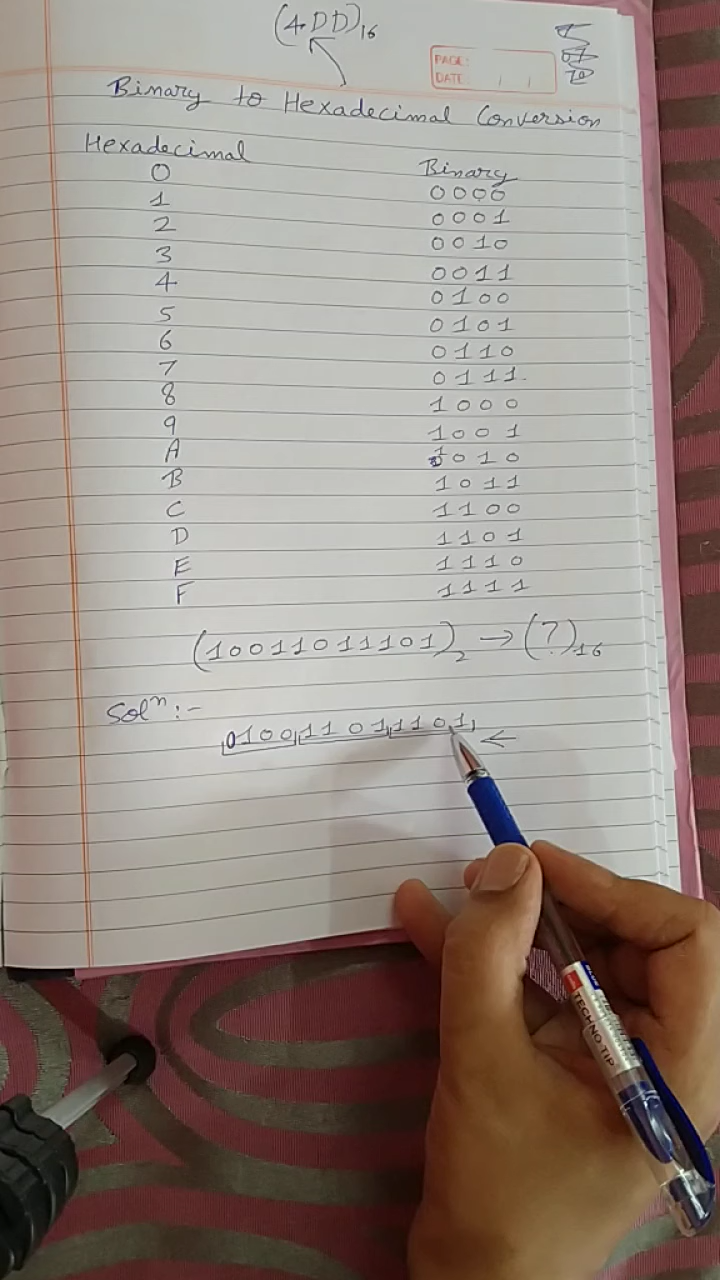 (4DD)16
PAGE:
DATE: / /
Binary to Hexadecimal Conversion
Hexadecimal Binary
0 0000
1 0001
2 0010
3 0011
4 0100
5 0101
6 0110
7 0111
8 1000
9 1001
A 1010
B 1011
C 1100
D 1101
E 1110
F 1111
(10011011101)2 → (?)16
Solⁿ :-
0100 1101 1101 ←
TECHNO TIP